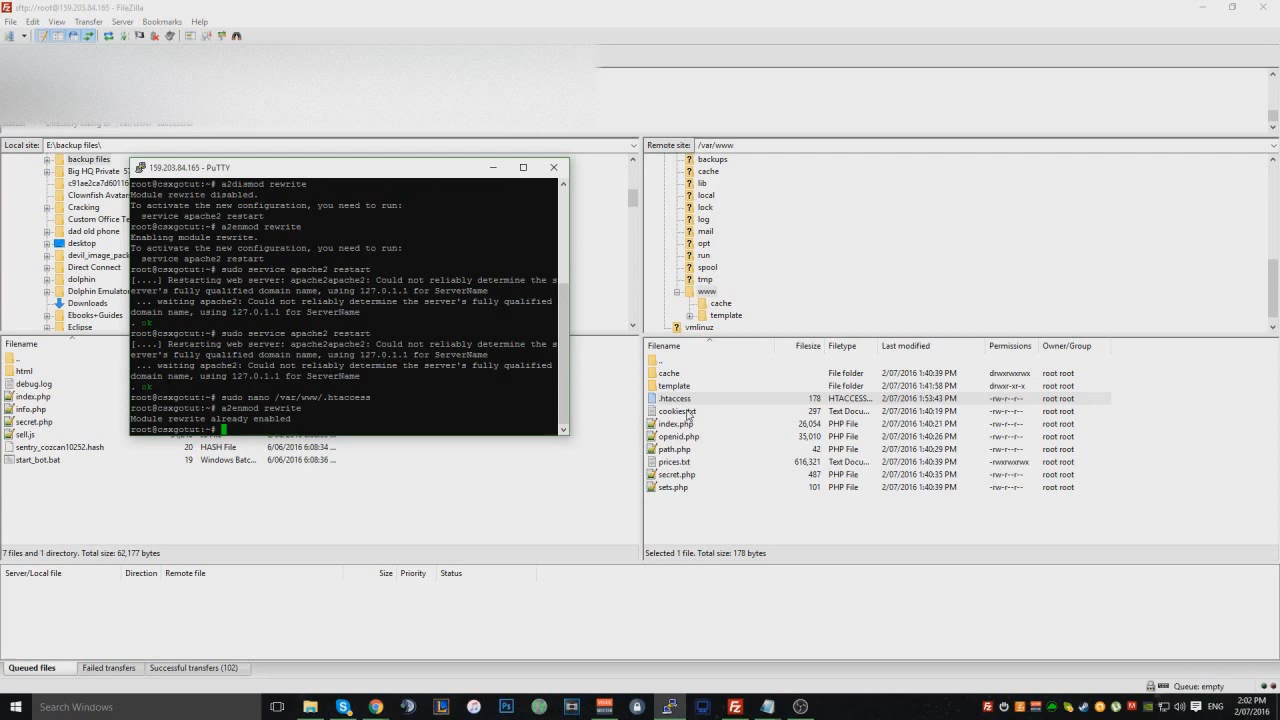 sftp://root@159.203.84.165 - FileZilla
File Edit View Transfer Server Bookmarks Help
Local site: E:\backup files\
Remote site: /var/www
backup files
Big HQ Private
c91ae2ca7d60116
Clownfish Avata
Cracking
Custom Office Te
dad old phone
desktop
devil_image_pack
Direct Connect
dolphin
Dolphin Emulato
Downloads
Ebooks+Guides
Eclipse
159.203.84.165 - PuTTY
root@csxgotut:~# a2dismod rewrite
Module rewrite disabled.
To activate the new configuration, you need to run:
service apache2 restart
root@csxgotut:~# a2enmod rewrite
Enabling module rewrite.
To activate the new configuration, you need to run:
service apache2 restart
root@csxgotut:~# sudo service apache2 restart
[....] Restarting web server: apache2apache2: Could not reliably determine the s
erver's fully qualified domain name, using 127.0.1.1 for ServerName
... waiting apache2: Could not reliably determine the server's fully qualified
domain name, using 127.0.1.1 for ServerName
. ok
root@csxgotut:~# sudo service apache2 restart
[....] Restarting web server: apache2apache2: Could not reliably determine the s
erver's fully qualified domain name, using 127.0.1.1 for ServerName
... waiting apache2: Could not reliably determine the server's fully qualified
domain name, using 127.0.1.1 for ServerName
. ok
root@csxgotut:~# sudo nano /var/www/.htaccess
root@csxgotut:~# a2enmod rewrite
Module rewrite already enabled
root@csxgotut:~#
backups
cache
lib
local
lock
log
mail
opt
run
spool
tmp
www
cache
template
vmlinuz
Filename
..
html
debug.log
index.php
info.php
secret.php
sell.js
sentry_cozcan10252.hash 20 HASH File 6/06/2016 6:08:34 ...
start_bot.bat 19 Windows Batc... 6/06/2016 6:08:36 ...
7 files and 1 directory. Total size: 62,177 bytes
Filename Filesize Filetype Last modified Permissions Owner/Group
..
cache File folder 2/07/2016 1:40:39 PM drwxrwxrwx root root
template File folder 2/07/2016 1:41:58 PM drwxr-xr-x root root
.htaccess 178 HTACCESS... 2/07/2016 1:53:43 PM -rw-r--r-- root root
cookies.txt 297 Text Docu... 2/07/2016 1:40:19 PM -rw-r--r-- root root
index.php 26,054 PHP File 2/07/2016 1:40:21 PM -rw-r--r-- root root
openid.php 35,010 PHP File 2/07/2016 1:40:26 PM -rw-r--r-- root root
path.php 42 PHP File 2/07/2016 1:40:29 PM -rw-r--r-- root root
prices.txt 616,321 Text Docu... 2/07/2016 1:40:39 PM -rwxrwxrwx root root
secret.php 487 PHP File 2/07/2016 1:40:35 PM -rw-r--r-- root root
sets.php 101 PHP File 2/07/2016 1:40:39 PM -rw-r--r-- root root
Selected 1 file. Total size: 178 bytes
Server/Local file Direction Remote file Size Priority Status
Queued files Failed transfers Successful transfers (102)
Queue: empty
Search Windows
ENG
2:02 PM
2/07/2016